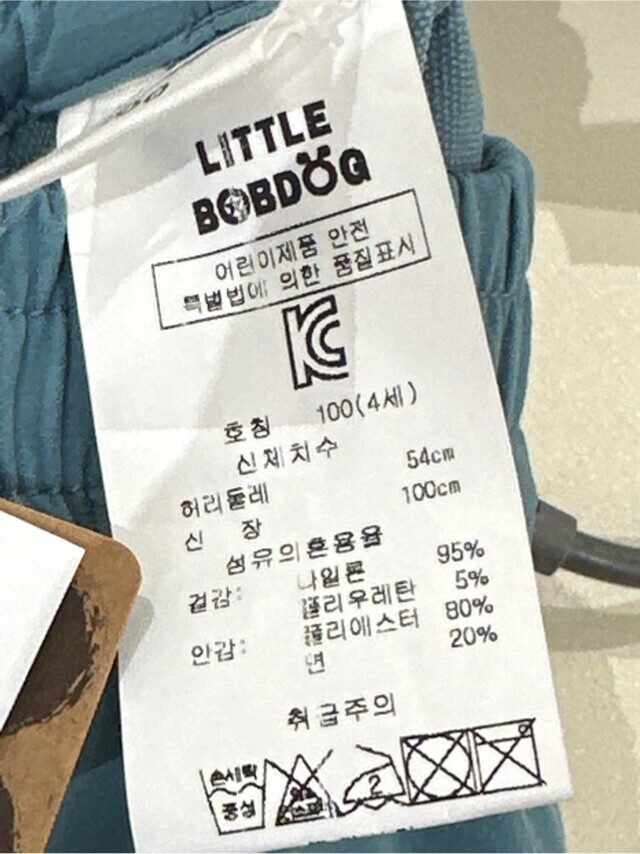 LITTLE
BOBDOG
어린이제품 안전
특별법에 의한 품질표시
KC
호칭 100(4세)
신체치수
허리둘레 54cm
신 장 100cm
섬유의혼용율
겉감: 나일론 95%
폴리우레탄 5%
안감: 폴리에스터 80%
면 20%
취급주의
손세탁
중성
2